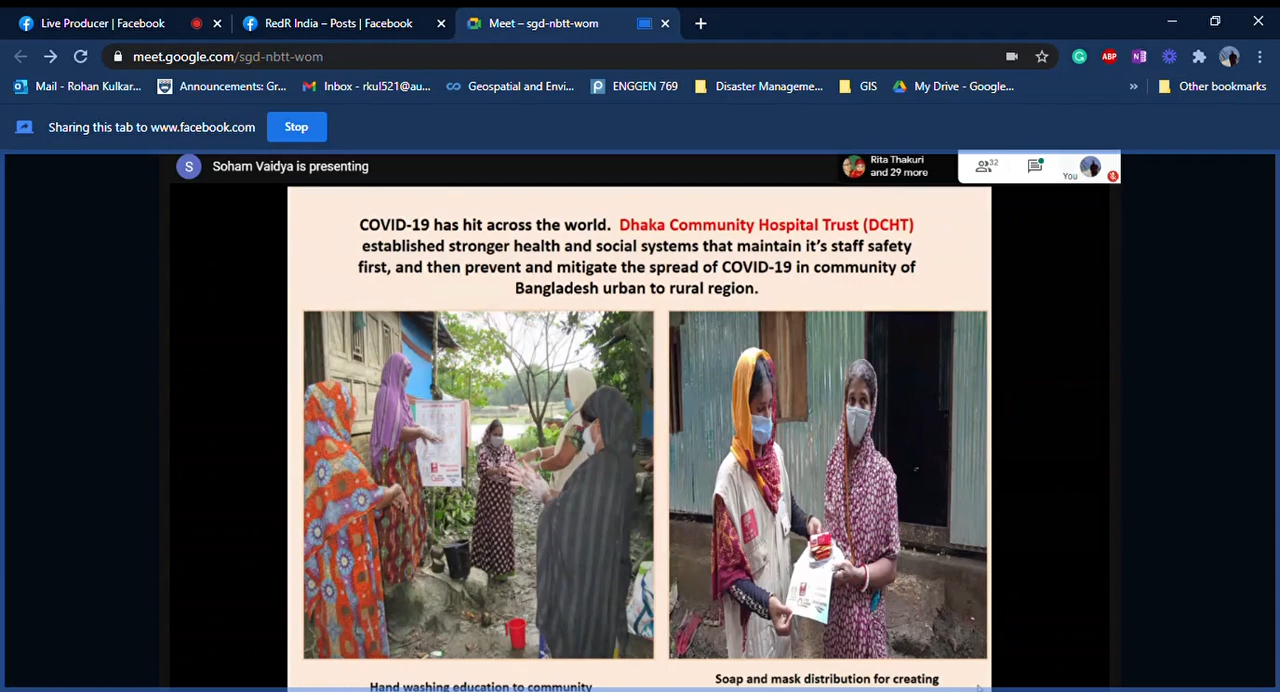 Live Producer | Facebook
RedR India – Posts | Facebook
Meet – sgd-nbtt-wom
meet.google.com/sgd-nbtt-wom
ABP
Mail - Rohan Kulkar...
Announcements: Gr...
Inbox - rkul521@au...
Geospatial and Envi...
ENGGEN 769
Disaster Manageme...
GIS
My Drive - Google...
»
Other bookmarks
Sharing this tab to www.facebook.com
Stop
S
Soham Vaidya is presenting
Rita Thakuri
and 29 more
32
You
COVID-19 has hit across the world. Dhaka Community Hospital Trust (DCHT)
established stronger health and social systems that maintain it's staff safety
first, and then prevent and mitigate the spread of COVID-19 in community of
Bangladesh urban to rural region.
Hand washing education to community
Soap and mask distribution for creating